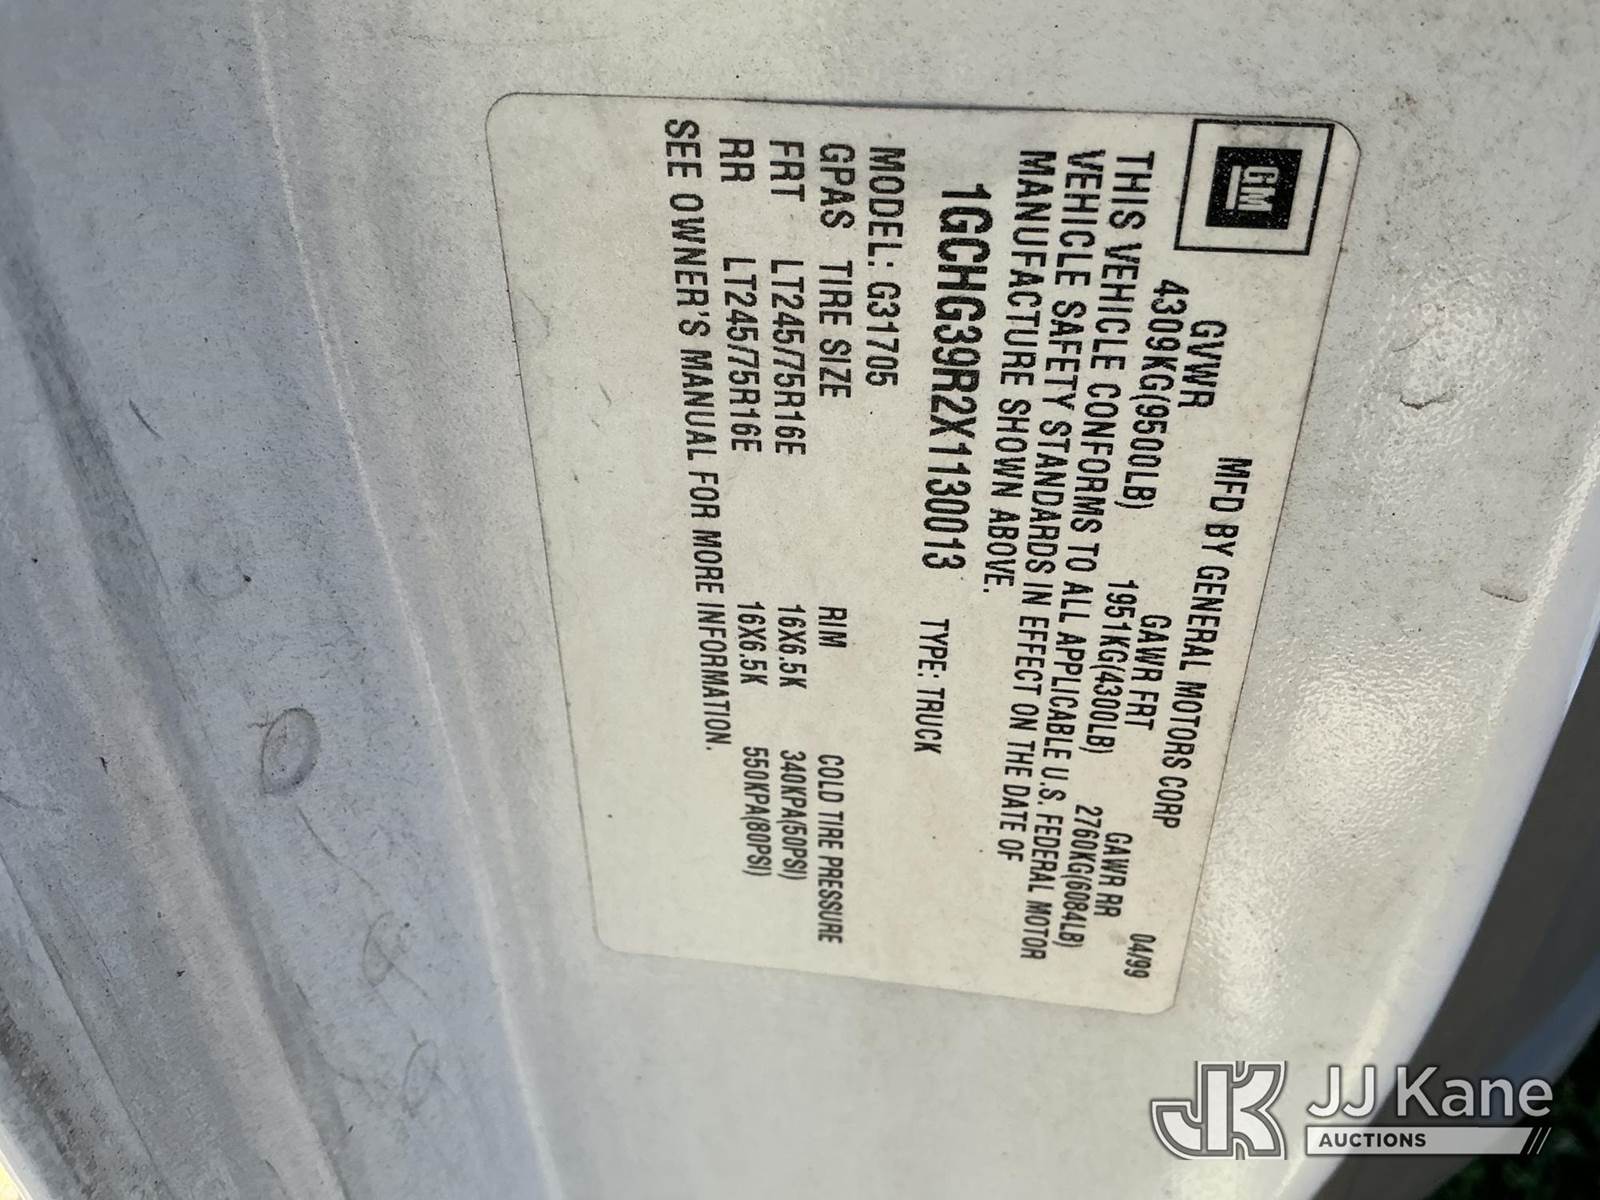 GM
MFD BY GENERAL MOTORS CORP 04/99
GVWR GAWR FRT GAWR RR
4309KG(9500LB) 1951KG(4300LB) 2760KG(6084LB)
THIS VEHICLE CONFORMS TO ALL APPLICABLE U.S. FEDERAL MOTOR
VEHICLE SAFETY STANDARDS IN EFFECT ON THE DATE OF
MANUFACTURE SHOWN ABOVE.
1GCHG39R2X1130013 TYPE: TRUCK
MODEL: G31705
GPAS TIRE SIZE RIM COLD TIRE PRESSURE
FRT LT245/75R16E 16X6.5K 340KPA(50PSI)
RR LT245/75R16E 16X6.5K 550KPA(80PSI)
SEE OWNER'S MANUAL FOR MORE INFORMATION.
JK JJ Kane
AUCTIONS